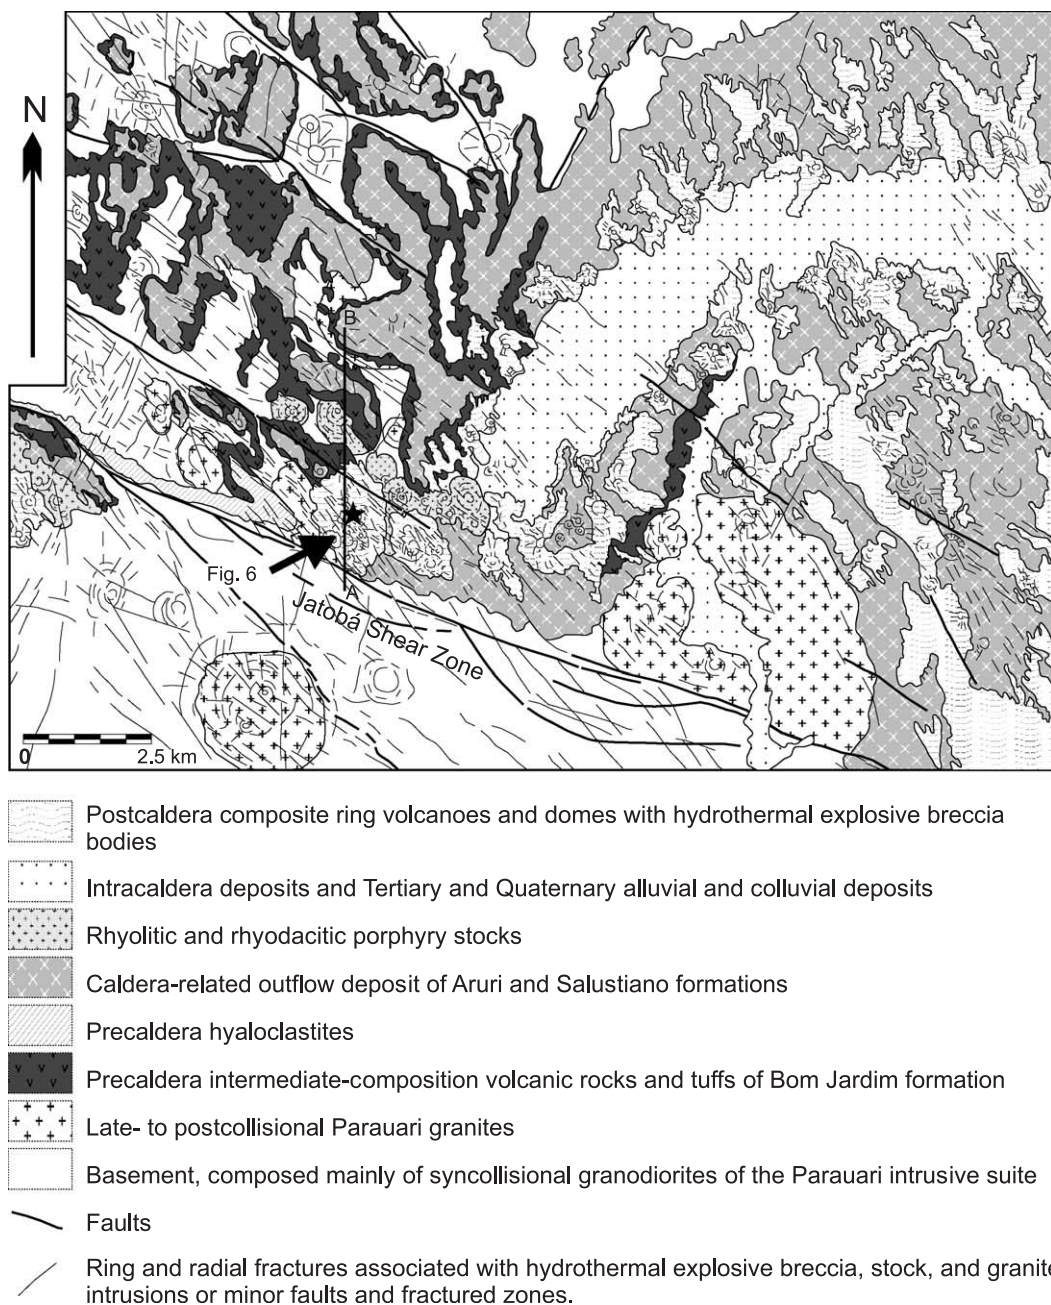 N
B
Fig. 6
A
Jatobá Shear Zone
0
2.5 km
Postcaldera composite ring volcanoes and domes with hydrothermal explosive breccia
bodies
Intracaldera deposits and Tertiary and Quaternary alluvial and colluvial deposits
Rhyolitic and rhyodacitic porphyry stocks
Caldera-related outflow deposit of Aruri and Salustiano formations
Precaldera hyaloclastites
Precaldera intermediate-composition volcanic rocks and tuffs of Bom Jardim formation
Late- to postcollisional Parauari granites
Basement, composed mainly of syncollisional granodiorites of the Parauari intrusive suite
Faults
Ring and radial fractures associated with hydrothermal explosive breccia, stock, and granite
intrusions or minor faults and fractured zones.